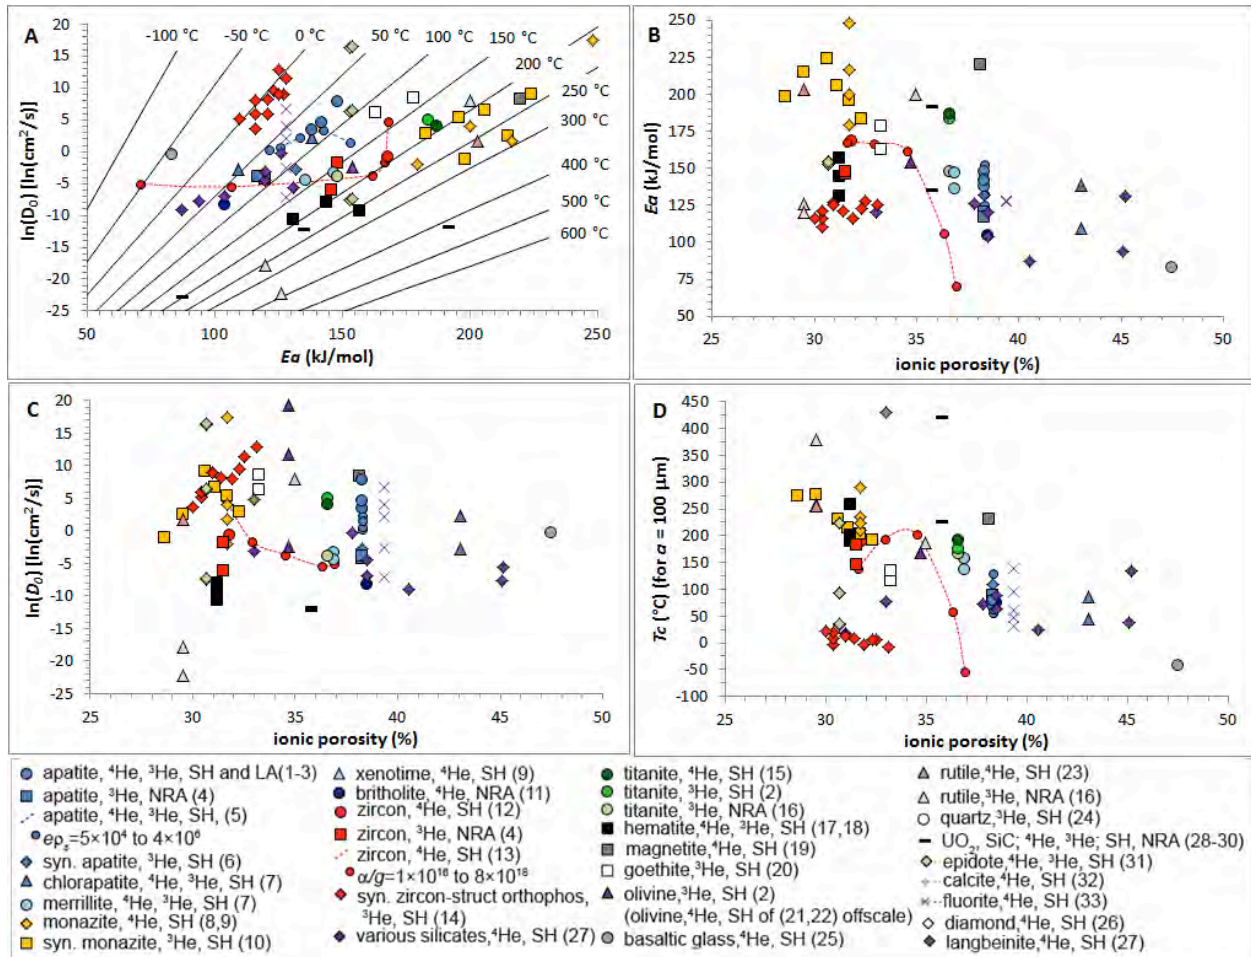 A
-100 °C
-50 °C
0 °C
50 °C
100 °C
150 °C
200 °C
250 °C
300 °C
400 °C
500 °C
600 °C
20
15
10
5
0
-5
-10
-15
-20
-25
ln(D₀) [ln(cm²/s)]
50
100
150
200
250
Ea (kJ/mol)
B
250
225
200
175
150
125
100
75
50
Ea (kJ/mol)
25
30
35
40
45
50
ionic porosity (%)
C
20
15
10
5
0
-5
-10
-15
-20
-25
ln(D₀) [ln(cm²/s)]
25
30
35
40
45
50
ionic porosity (%)
D
450
400
350
300
250
200
150
100
50
0
-50
-100
Tc (°C) (for a = 100 µm)
25
30
35
40
45
50
ionic porosity (%)
apatite, ⁴He, ³He, SH and LA(1-3)
apatite, ³He, NRA (4)
apatite, ⁴He, ³He, SH, (5)
eρₛ=5×10⁴ to 4×10⁶
syn. apatite, ³He, SH (6)
chlorapatite, ⁴He, ³He, SH (7)
merrillite, ⁴He, ³He, SH (7)
monazite, ⁴He, SH (8,9)
syn. monazite, ³He, SH (10)
xenotime, ⁴He, SH (9)
britholite, ⁴He, NRA (11)
zircon, ⁴He, SH (12)
zircon, ³He, NRA (4)
zircon, ⁴He, SH (13)
α/g=1×10¹⁶ to 8×10¹⁸
syn. zircon-struct orthophos,
³He, SH (14)
various silicates,⁴He, SH (27)
titanite, ⁴He, SH (15)
titanite, ³He, SH (2)
titanite, ³He, NRA (16)
hematite,⁴He, ³He, SH (17,18)
magnetite,⁴He, SH (19)
goethite,⁴He, ³He, SH (20)
olivine,³He, SH (2)
(olivine,⁴He, SH of (21,22) offscale)
basaltic glass,⁴He, SH (25)
rutile,⁴He, SH (23)
rutile,³He, NRA (16)
quartz,³He, SH (24)
UO₂, SiC; ⁴He, ³He; SH, NRA (28-30)
epidote,⁴He, ³He, SH (31)
calcite,⁴He, SH (32)
fluorite,⁴He, SH (33)
diamond,⁴He, SH (26)
langbeinite,⁴He, SH (27)